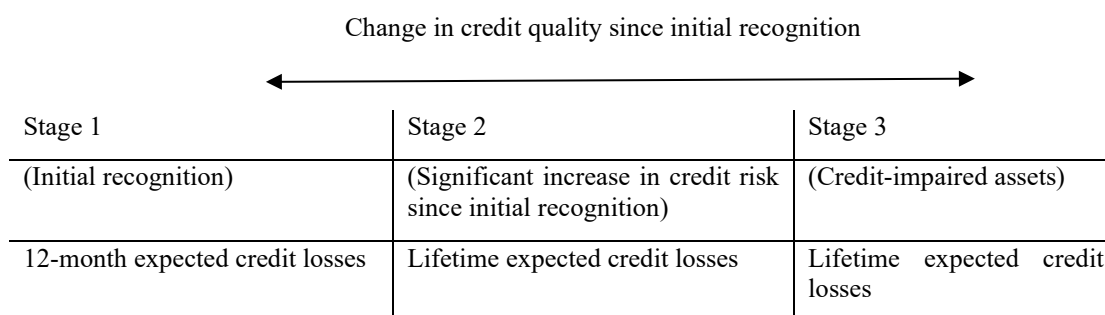 Change in credit quality since initial recognition
Stage 1
Stage 2
Stage 3
(Initial recognition)
(Significant increase in credit risk
since initial recognition)
(Credit-impaired assets)
12-month expected credit losses
Lifetime expected credit losses
Lifetime expected credit
losses